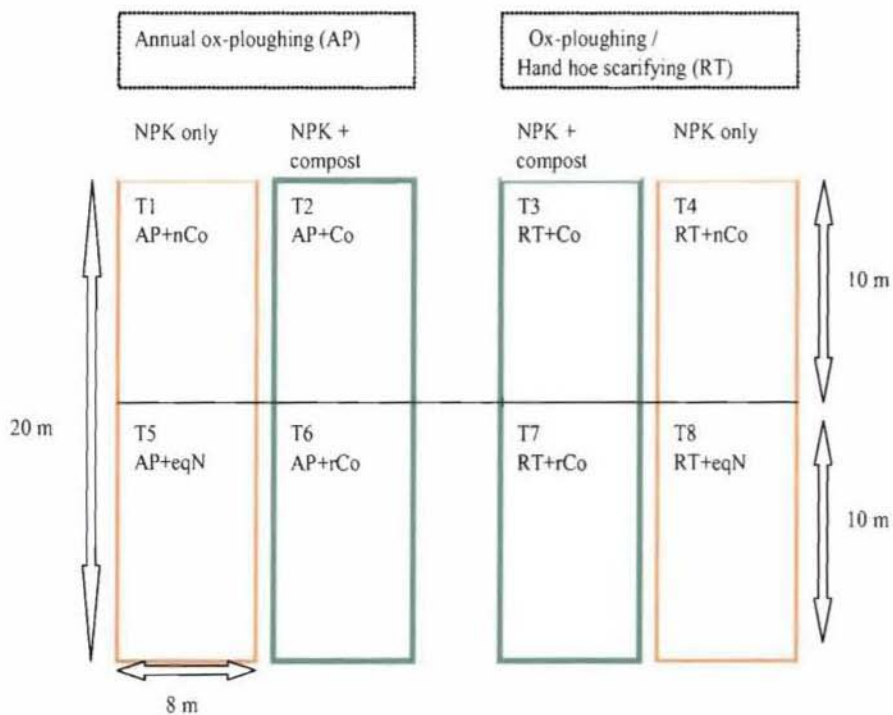 Annual ox-ploughing (AP)
Ox-ploughing /
Hand hoe scarifying (RT)
NPK only
NPK +
compost
NPK +
compost
NPK only
T1
AP+nCo
T2
AP+Co
T3
RT+Co
T4
RT+nCo
10 m
20 m
T5
AP+eqN
T6
AP+rCo
T7
RT+rCo
T8
RT+eqN
10 m
8 m